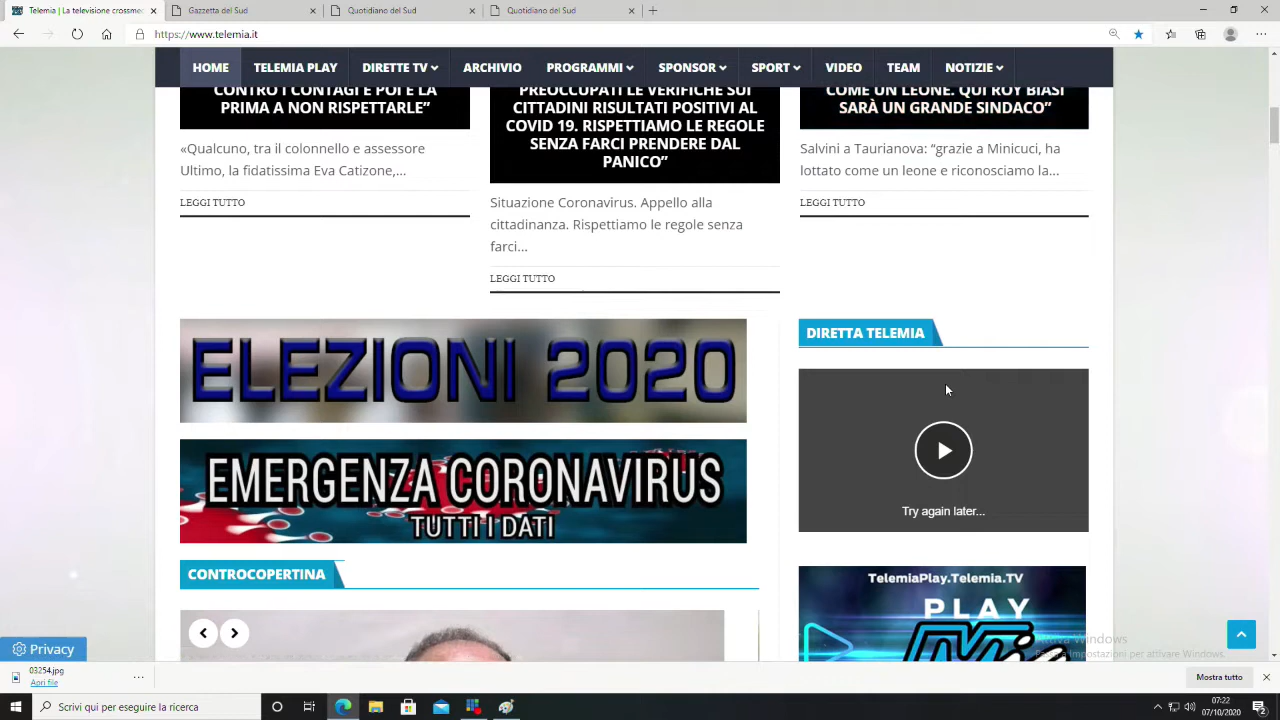 Telemia | La televisione crossmed
Gazzetta del Sud
Quotidiano del Sud
Quotidiano del Sud
https://www.telemia.it
HOME
TELEMIA PLAY
DIRETTE TV
ARCHIVIO
PROGRAMMI
SPONSOR
SPORT
VIDEO
TEAM
NOTIZIE
CONTRO I CONTAGI E POI È LA
PRIMA A NON RISPETTARLE”
«Qualcuno, tra il colonnello e assessore
Ultimo, la fidatissima Eva Catizone,...
LEGGI TUTTO
PREOCCUPATI LE VERIFICHE SUI
CITTADINI RISULTATI POSITIVI AL
COVID 19. RISPETTIAMO LE REGOLE
SENZA FARCI PRENDERE DAL
PANICO”
Situazione Coronavirus. Appello alla
cittadinanza. Rispettiamo le regole senza
farci...
LEGGI TUTTO
COME UN LEONE. QUI ROY BIASI
SARÀ UN GRANDE SINDACO”
Salvini a Taurianova: “grazie a Minicuci, ha
lottato come un leone e riconosciamo la...
LEGGI TUTTO
ELEZIONI 2020
EMERGENZA CORONAVIRUS
TUTTI I DATI
CONTROCOPERTINA
DIRETTA TELEMIA
Try again later...
TelemiaPlay.Telemia.TV
PLAY
Privacy
03254.jpg
Apri file
Mostra tutto
Scrivi qui per eseguire la ricerca
07:22
07/10/2020
2